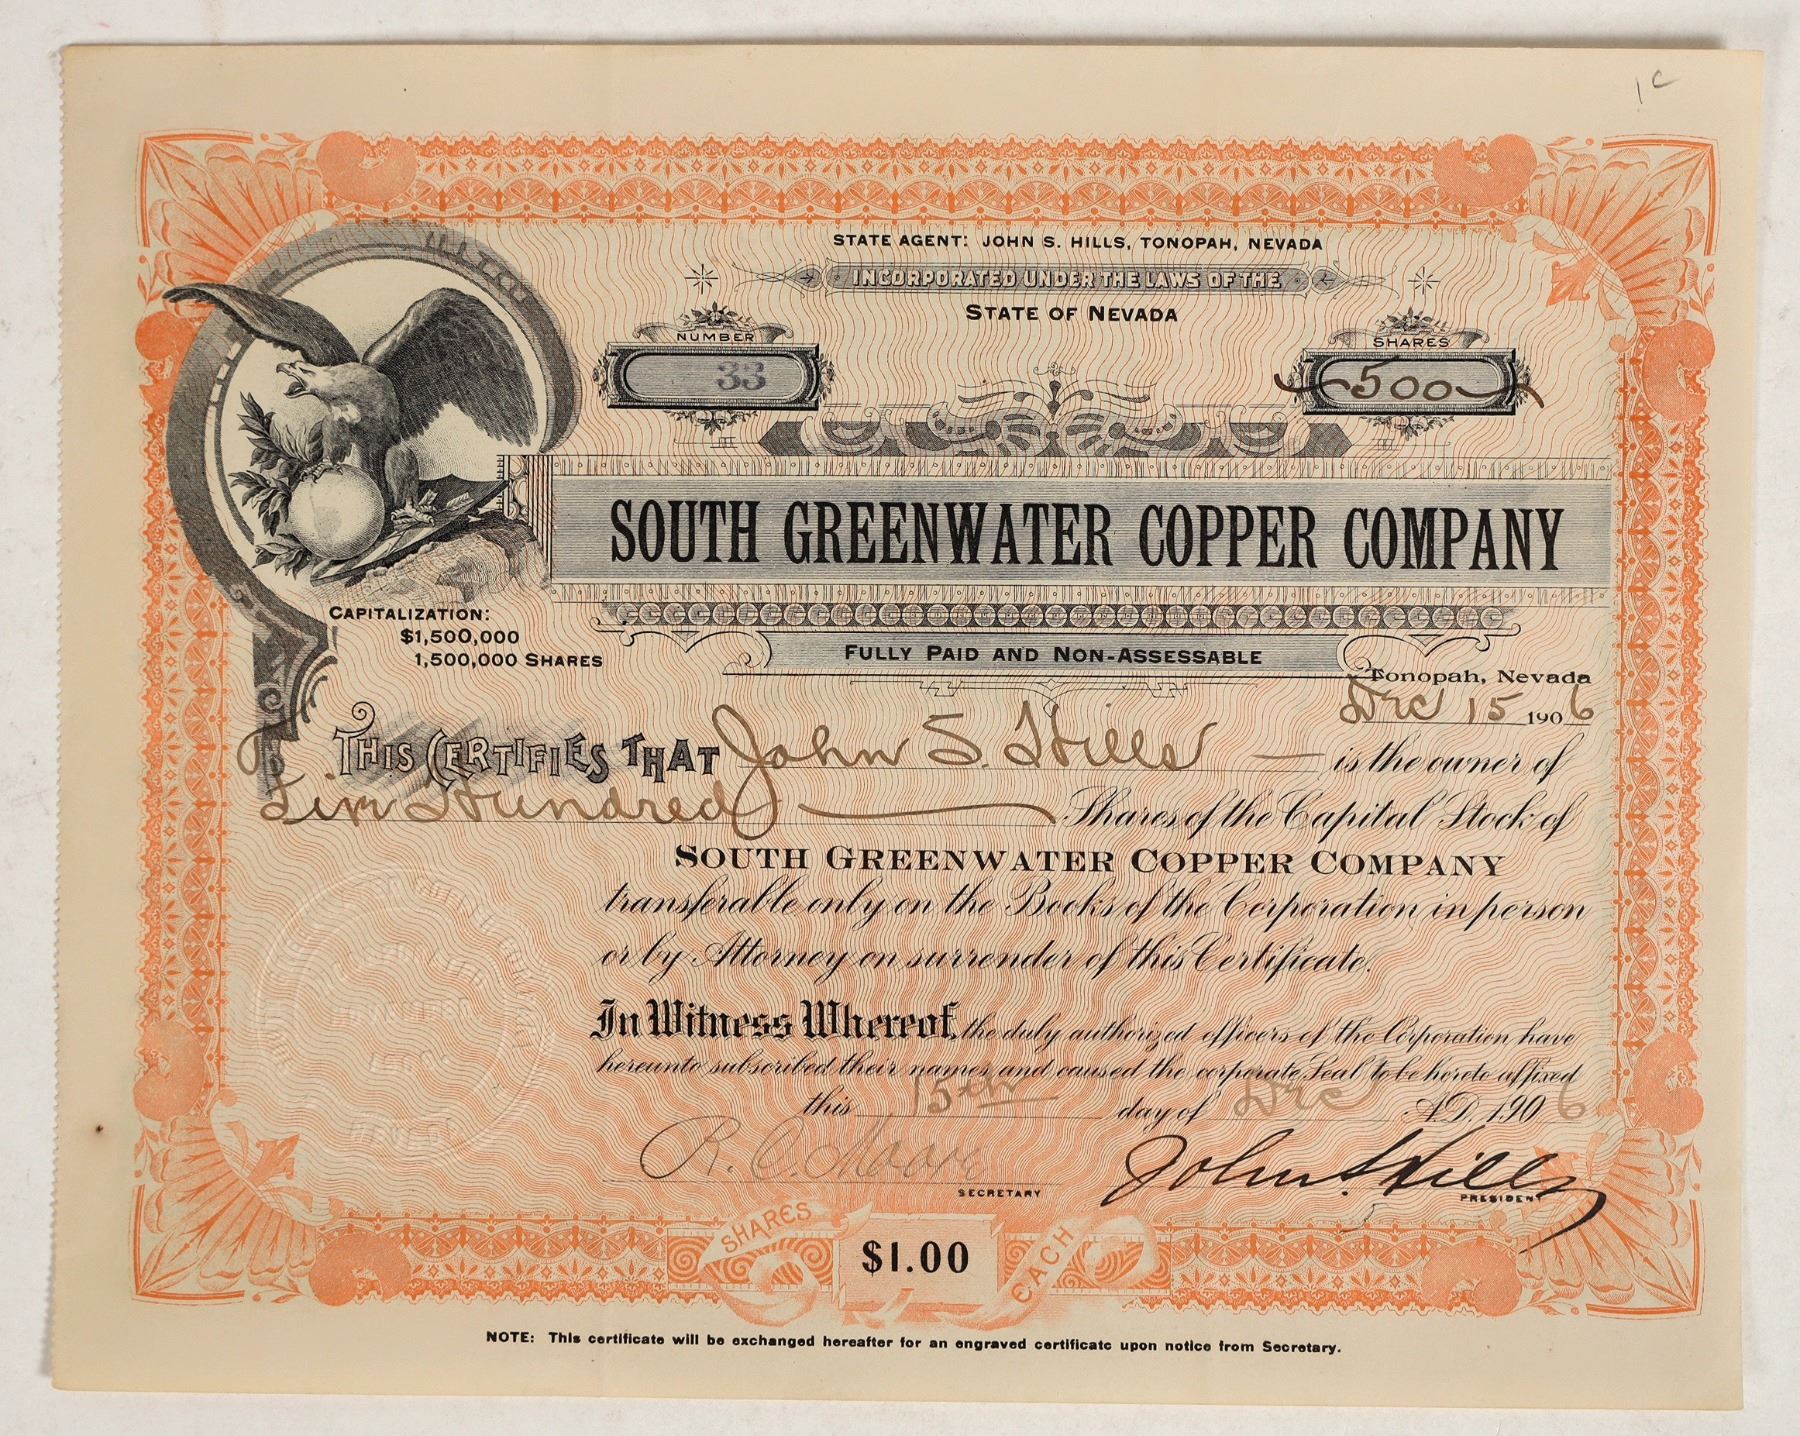 1c
STATE AGENT: JOHN S. HILLS, TONOPAH, NEVADA
INCORPORATED UNDER THE LAWS OF THE
STATE OF NEVADA
NUMBER
33
SHARES
500
SOUTH GREENWATER COPPER COMPANY
CAPITALIZATION:
$1,500,000
1,500,000 SHARES
FULLY PAID AND NON-ASSESSABLE
Tonopah, Nevada
Dec 15 1906
THIS CERTIFIES THAT John S. Hills is the owner of
Five Hundred Shares of the Capital Stock of
SOUTH GREENWATER COPPER COMPANY
transferable only on the Books of the Corporation in person
or by Attorney on surrender of this Certificate.
In Witness Whereof, the duly authorized officers of the Corporation have
hereunto subscribed their names and caused the corporate Seal to be hereto affixed
this 15th day of Dec A.D. 1906
R. C. Moore
SECRETARY
John S. Hills
PRESIDENT
SHARES $1.00 EACH
NOTE: This certificate will be exchanged hereafter for an engraved certificate upon notice from Secretary.